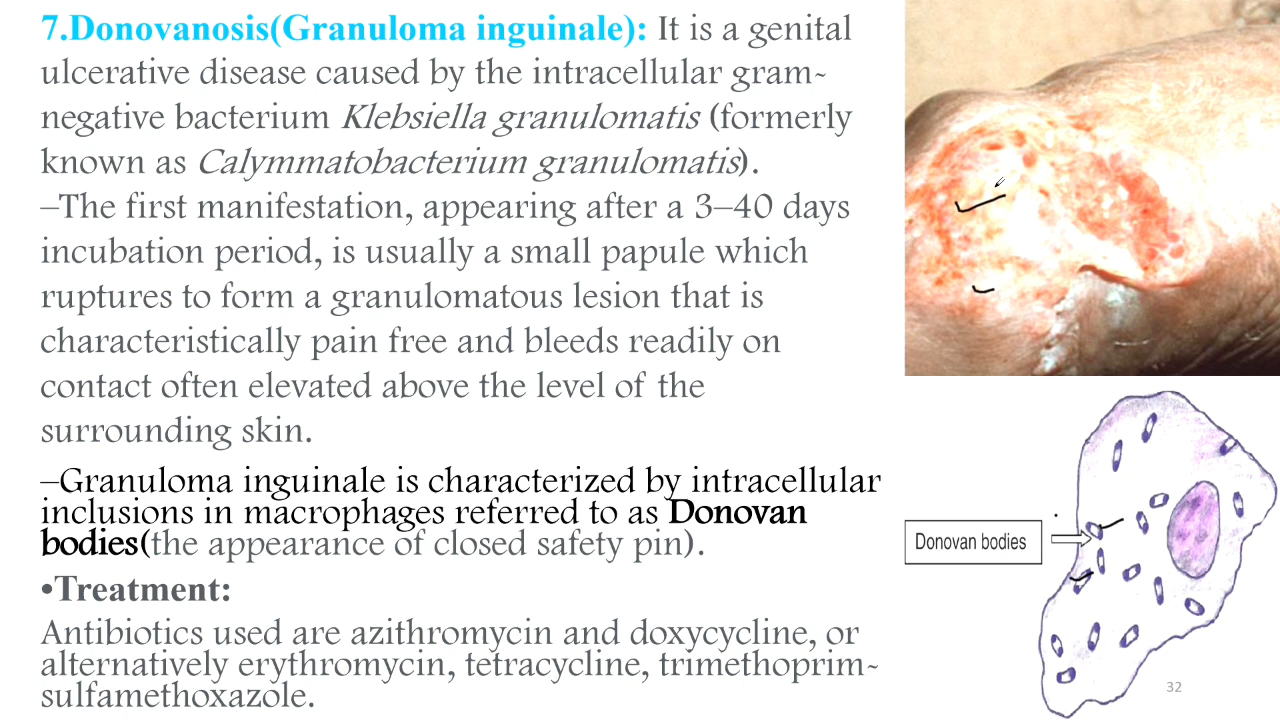 7.Donovanosis(Granuloma inguinale): It is a genital
ulcerative disease caused by the intracellular gram-
negative bacterium Klebsiella granulomatis (formerly
known as Calymmatobacterium granulomatis).
–The first manifestation, appearing after a 3–40 days
incubation period, is usually a small papule which
ruptures to form a granulomatous lesion that is
characteristically pain free and bleeds readily on
contact often elevated above the level of the
surrounding skin.
–Granuloma inguinale is characterized by intracellular
inclusions in macrophages referred to as Donovan
bodies(the appearance of closed safety pin).
•Treatment:
Antibiotics used are azithromycin and doxycycline, or
alternatively erythromycin, tetracycline, trimethoprim-
sulfamethoxazole.
Donovan bodies
32